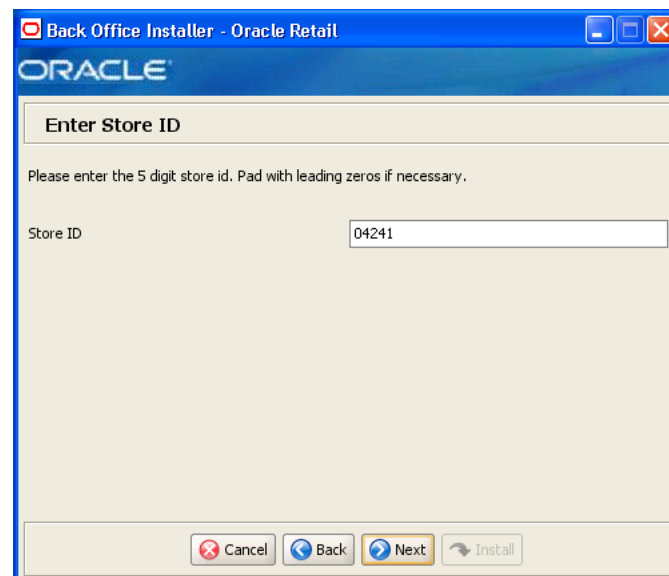 Back Office Installer - Oracle Retail
ORACLE
Enter Store ID
Please enter the 5 digit store id. Pad with leading zeros if necessary.
Store ID 04241
Cancel Back Next Install